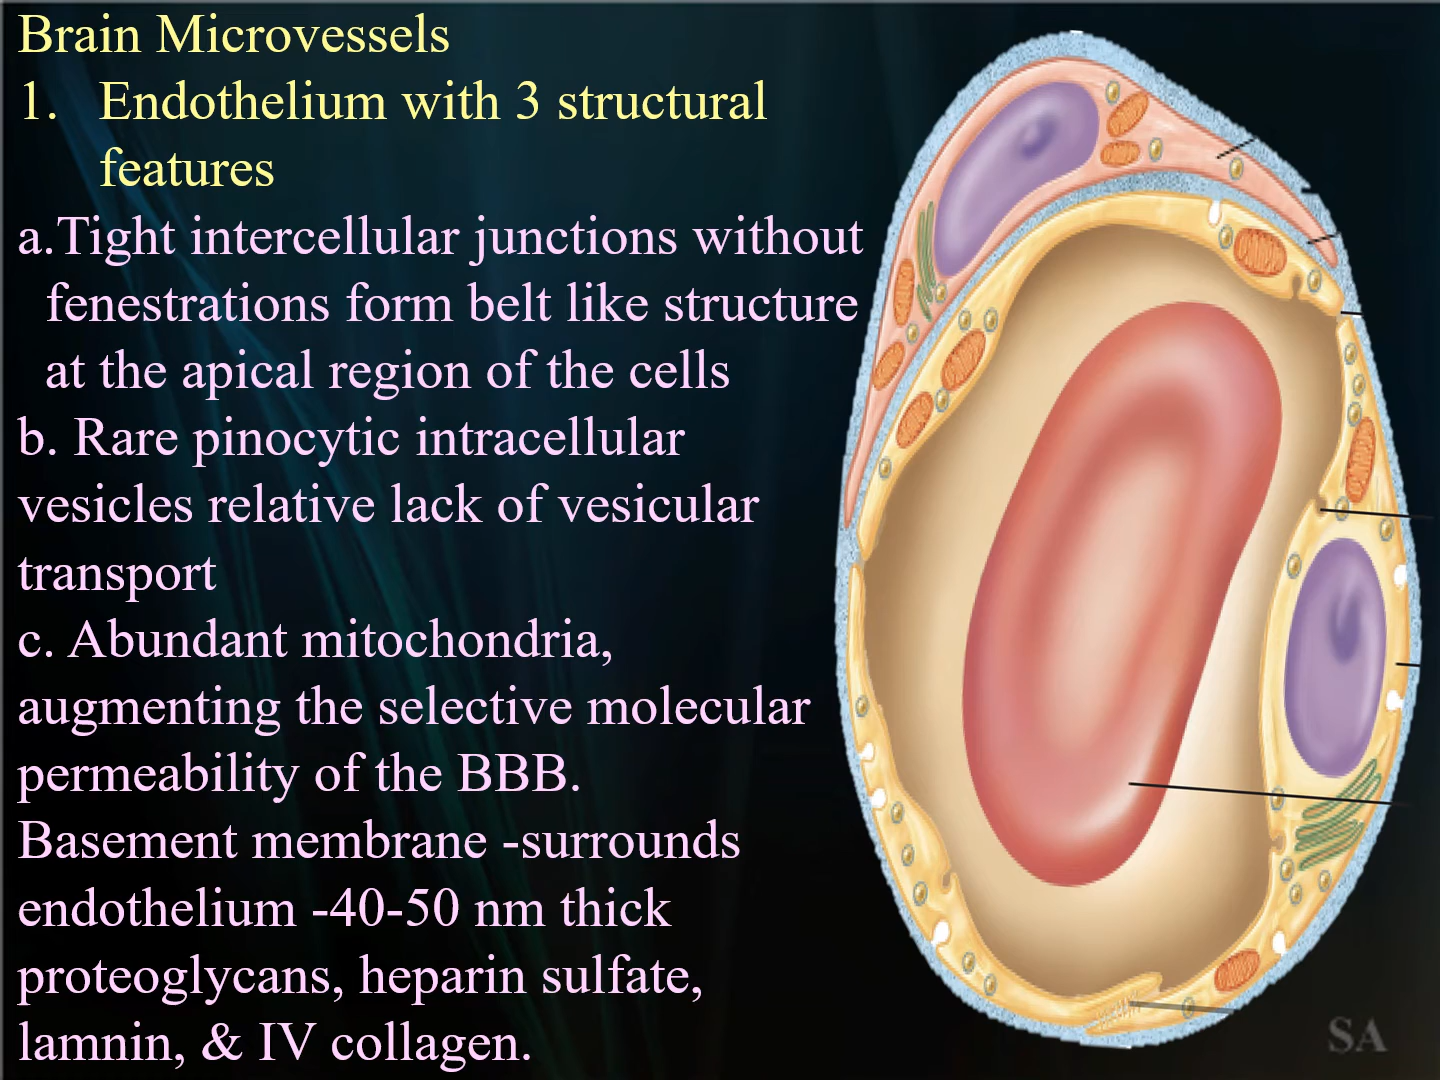 Brain Microvessels
1. Endothelium with 3 structural
features
a.Tight intercellular junctions without
fenestrations form belt like structure
at the apical region of the cells
b. Rare pinocytic intracellular
vesicles relative lack of vesicular
transport
c. Abundant mitochondria,
augmenting the selective molecular
permeability of the BBB.
Basement membrane -surrounds
endothelium -40-50 nm thick
proteoglycans, heparin sulfate,
lamnin, & IV collagen.
SA